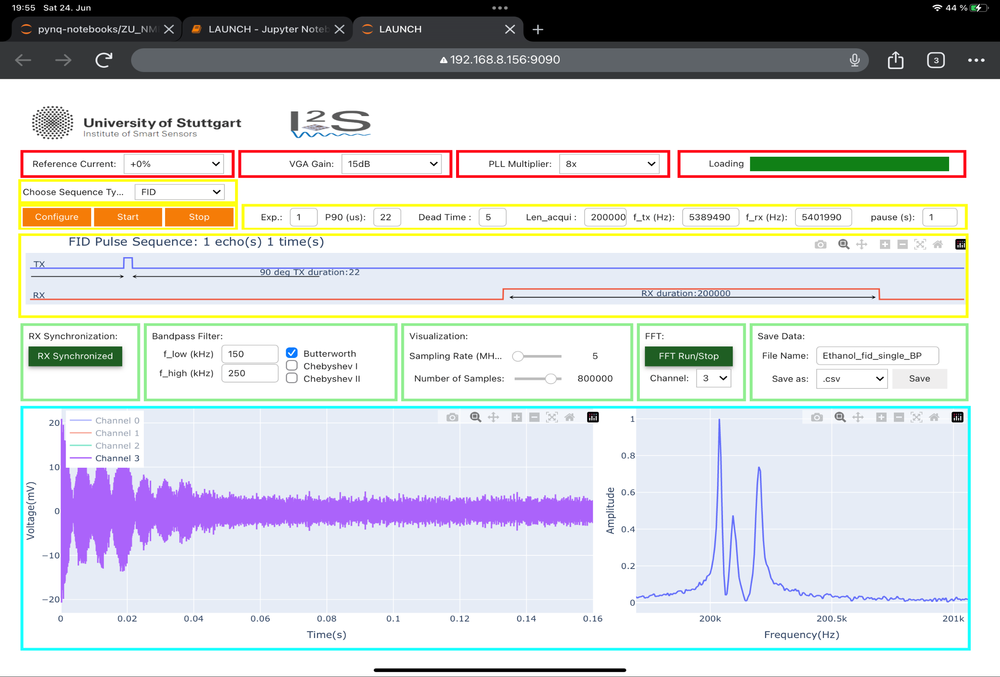 19:55 Sat 24. Jun
44 %
pynq-notebooks/ZU_NM
LAUNCH - Jupyter Noteb
LAUNCH
192.168.8.156:9090
3
University of Stuttgart
Institute of Smart Sensors
I2S
Reference Current: +0%
VGA Gain: 15dB
PLL Multiplier: 8x
Loading
Choose Sequence Ty... FID
Configure Start Stop
Exp.: 1 P90 (us): 22 Dead Time : 5 Len_acqui : 200000 f_tx (Hz): 5389490 f_rx (Hz): 5401990 pause (s): 1
FID Pulse Sequence: 1 echo(s) 1 time(s)
TX
90 deg TX duration:22
RX
RX duration:200000
RX Synchronization:
RX Synchronized
Bandpass Filter:
f_low (kHz) 150
f_high (kHz) 250
Butterworth
Chebyshev I
Chebyshev II
Visualization:
Sampling Rate (MH... 5
Number of Samples: 800000
FFT:
FFT Run/Stop
Channel: 3
Save Data:
File Name: Ethanol_fid_single_BP
Save as: .csv Save
Channel 0
Channel 1
Channel 2
Channel 3
Voltage(mV)
20
10
0
−10
−20
0 0.02 0.04 0.06 0.08 0.1 0.12 0.14 0.16
Time(s)
Amplitude
1
0.8
0.6
0.4
0.2
0
200k 200.5k 201k
Frequency(Hz)